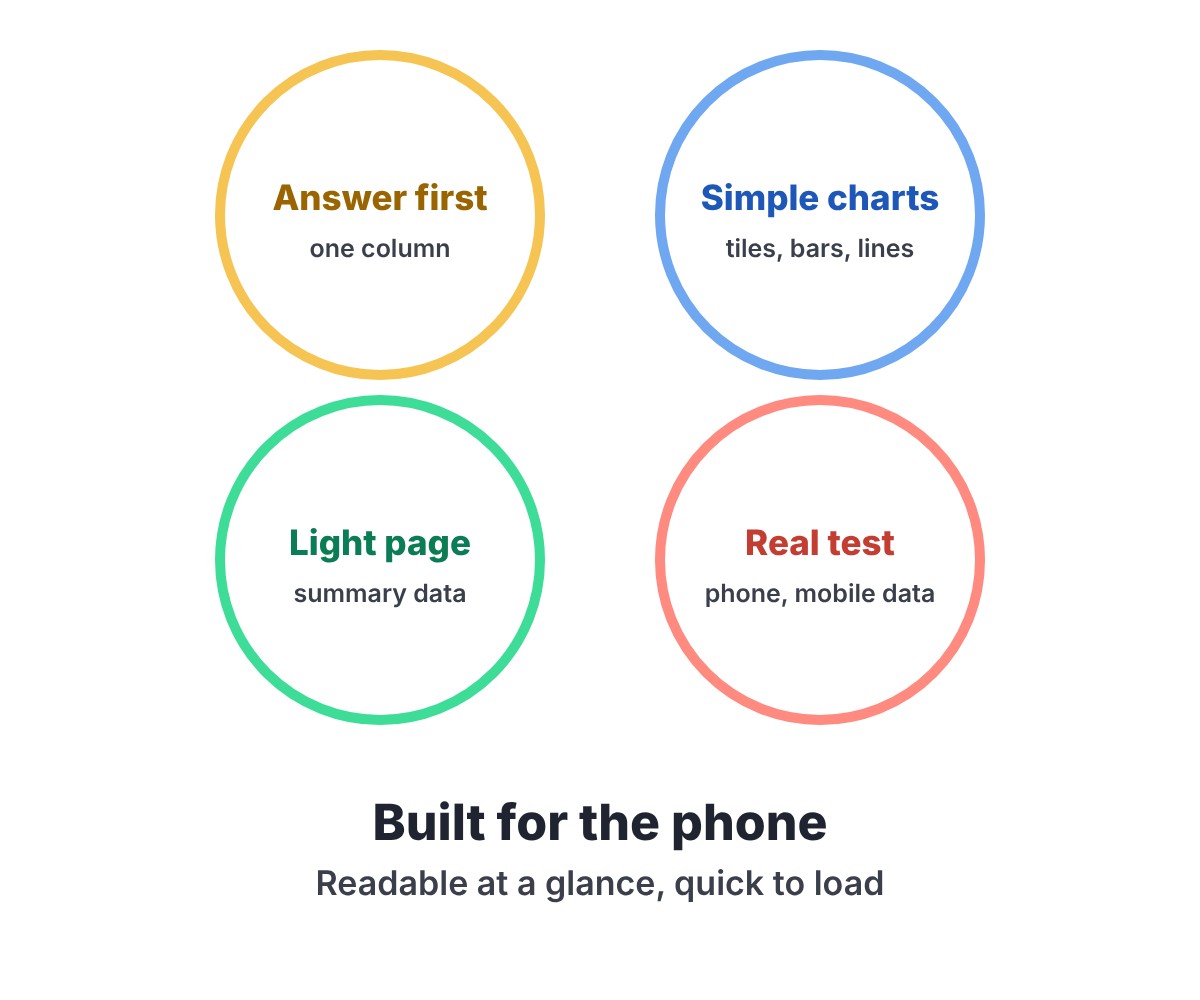 Answer first
one column
Simple charts
tiles, bars, lines
Light page
summary data
Real test
phone, mobile data
Built for the phone
Readable at a glance, quick to load